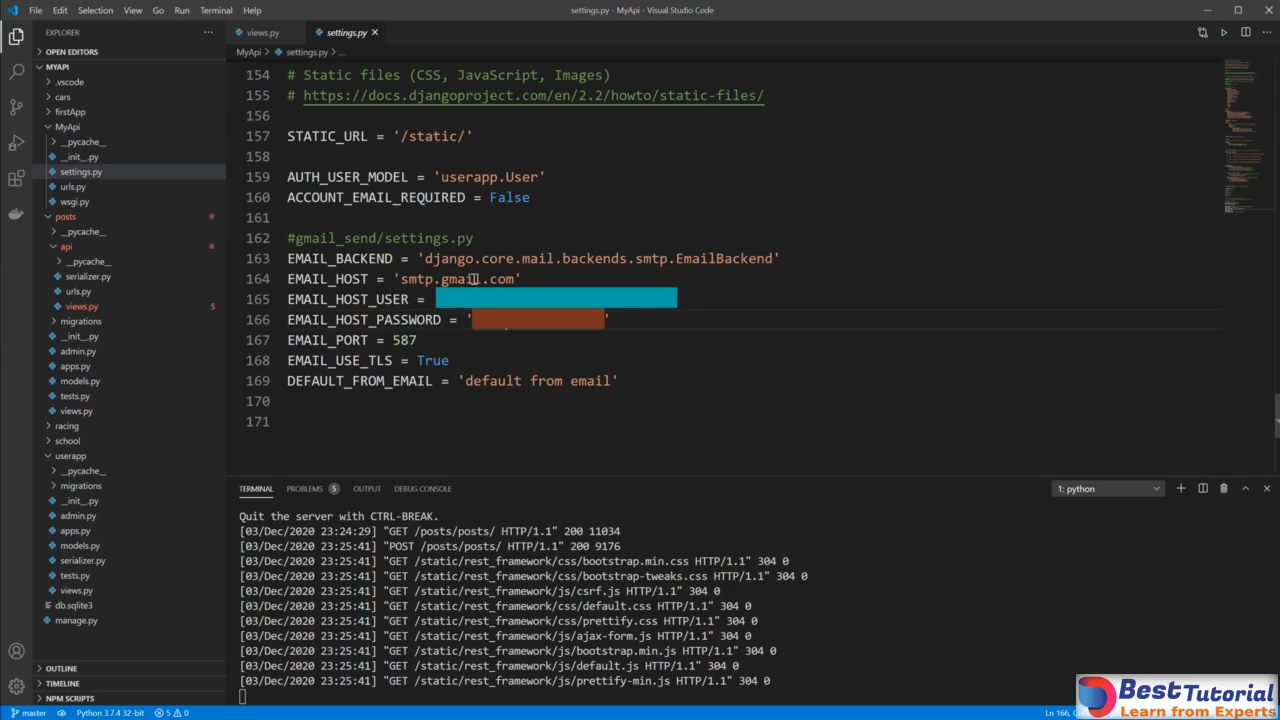 File Edit Selection View Go Run Terminal Help
settings.py - MyApi - Visual Studio Code
EXPLORER
OPEN EDITORS
MYAPI
.vscode
cars
firstApp
MyApi
__pycache__
__init__.py
settings.py
urls.py
wsgi.py
posts
__pycache__
api
__pycache__
serializer.py
urls.py
views.py 5
migrations
__init__.py
admin.py
apps.py
models.py
tests.py
views.py
racing
school
userapp
__pycache__
migrations
__init__.py
admin.py
apps.py
models.py
serializer.py
tests.py
views.py
db.sqlite3
manage.py
OUTLINE
TIMELINE
NPM SCRIPTS
views.py settings.py
MyApi > settings.py > ...
154 # Static files (CSS, JavaScript, Images)
155 # https://docs.djangoproject.com/en/2.2/howto/static-files/
156
157 STATIC_URL = '/static/'
158
159 AUTH_USER_MODEL = 'userapp.User'
160 ACCOUNT_EMAIL_REQUIRED = False
161
162 #gmail_send/settings.py
163 EMAIL_BACKEND = 'django.core.mail.backends.smtp.EmailBackend'
164 EMAIL_HOST = 'smtp.gmail.com'
165 EMAIL_HOST_USER =
166 EMAIL_HOST_PASSWORD = ' '
167 EMAIL_PORT = 587
168 EMAIL_USE_TLS = True
169 DEFAULT_FROM_EMAIL = 'default from email'
170
171
TERMINAL PROBLEMS 5 OUTPUT DEBUG CONSOLE
1: python
Quit the server with CTRL-BREAK.
[03/Dec/2020 23:24:29] "GET /posts/posts/ HTTP/1.1" 200 11034
[03/Dec/2020 23:25:41] "POST /posts/posts/ HTTP/1.1" 200 9176
[03/Dec/2020 23:25:41] "GET /static/rest_framework/css/bootstrap.min.css HTTP/1.1" 304 0
[03/Dec/2020 23:25:41] "GET /static/rest_framework/css/bootstrap-tweaks.css HTTP/1.1" 304 0
[03/Dec/2020 23:25:41] "GET /static/rest_framework/js/csrf.js HTTP/1.1" 304 0
[03/Dec/2020 23:25:41] "GET /static/rest_framework/css/default.css HTTP/1.1" 304 0
[03/Dec/2020 23:25:41] "GET /static/rest_framework/css/prettify.css HTTP/1.1" 304 0
[03/Dec/2020 23:25:41] "GET /static/rest_framework/js/ajax-form.js HTTP/1.1" 304 0
[03/Dec/2020 23:25:41] "GET /static/rest_framework/js/bootstrap.min.js HTTP/1.1" 304 0
[03/Dec/2020 23:25:41] "GET /static/rest_framework/js/default.js HTTP/1.1" 304 0
[03/Dec/2020 23:25:41] "GET /static/rest_framework/js/prettify-min.js HTTP/1.1" 304 0
master Python 3.7.4 32-bit 5 0
Ln 166,
Best Tutorial
Learn from Experts